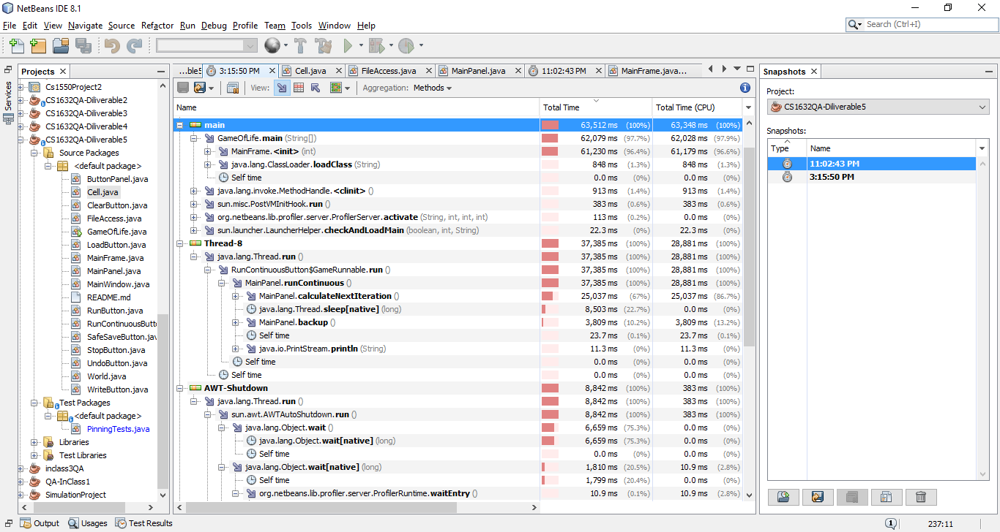 NetBeans IDE 8.1
File Edit View Navigate Source Refactor Run Debug Profile Team Tools Window Help
Search (Ctrl+I)
Services
Projects
Cs1550Project2
CS1632QA-Diliverable2
CS1632QA-Diliverable3
CS1632QA-Diliverable4
CS1632QA-Diliverable5
Source Packages
<default package>
ButtonPanel.java
Cell.java
ClearButton.java
FileAccess.java
GameOfLife.java
LoadButton.java
MainFrame.java
MainPanel.java
MainWindow.java
README.md
RunButton.java
RunContinuousButt
SafeSaveButton.jav
StopButton.java
UndoButton.java
World.java
WriteButton.java
Test Packages
<default package>
PinningTests.java
Libraries
Test Libraries
inclass3QA
QA-InClass1
SimulationProject
...ble5 3:15:50 PM Cell.java FileAccess.java MainPanel.java 11:02:43 PM MainFrame.java...
View: Aggregation: Methods
Name Total Time Total Time (CPU)
main 63,512 ms (100%) 63,348 ms (100%)
GameOfLife.main (String[]) 62,079 ms (97.7%) 62,028 ms (97.9%)
MainFrame.<init> (int) 61,230 ms (96.4%) 61,179 ms (96.6%)
java.lang.ClassLoader.loadClass (String) 848 ms (1.3%) 848 ms (1.3%)
Self time 0.0 ms (0%) 0.0 ms (0%)
java.lang.invoke.MethodHandle.<clinit> () 913 ms (1.4%) 913 ms (1.4%)
sun.misc.PostVMInitHook.run () 383 ms (0.6%) 383 ms (0.6%)
org.netbeans.lib.profiler.server.ProfilerServer.activate (String, int, int, int) 113 ms (0.2%) 0.0 ms (0%)
sun.launcher.LauncherHelper.checkAndLoadMain (boolean, int, String) 22.3 ms (0%) 22.3 ms (0%)
Thread-8 37,385 ms (100%) 28,881 ms (100%)
java.lang.Thread.run () 37,385 ms (100%) 28,881 ms (100%)
RunContinuousButton$GameRunnable.run () 37,385 ms (100%) 28,881 ms (100%)
MainPanel.runContinuous () 37,385 ms (100%) 28,881 ms (100%)
MainPanel.calculateNextIteration () 25,037 ms (67%) 25,037 ms (86.7%)
java.lang.Thread.sleep[native] (long) 8,503 ms (22.7%) 0.0 ms (0%)
MainPanel.backup () 3,809 ms (10.2%) 3,809 ms (13.2%)
Self time 23.7 ms (0.1%) 23.7 ms (0.1%)
java.io.PrintStream.println (String) 11.3 ms (0%) 11.3 ms (0%)
Self time 0.0 ms (0%) 0.0 ms (0%)
Self time 0.0 ms (0%) 0.0 ms (0%)
AWT-Shutdown 8,842 ms (100%) 383 ms (100%)
java.lang.Thread.run () 8,842 ms (100%) 383 ms (100%)
sun.awt.AWTAutoShutdown.run () 8,842 ms (100%) 383 ms (100%)
java.lang.Object.wait () 6,659 ms (75.3%) 0.0 ms (0%)
java.lang.Object.wait[native] (long) 6,659 ms (75.3%) 0.0 ms (0%)
Self time 0.0 ms (0%) 0.0 ms (0%)
java.lang.Object.wait[native] (long) 1,810 ms (20.5%) 10.9 ms (2.8%)
Self time 1,799 ms (20.4%) 0.0 ms (0%)
org.netbeans.lib.profiler.server.ProfilerRuntime.waitEntry () 10.9 ms (0.1%) 10.9 ms (2.8%)
Snapshots
Project:
CS1632QA-Diliverable5
Snapshots:
Type Name
11:02:43 PM
3:15:50 PM
Output Usages Test Results
1 237:11